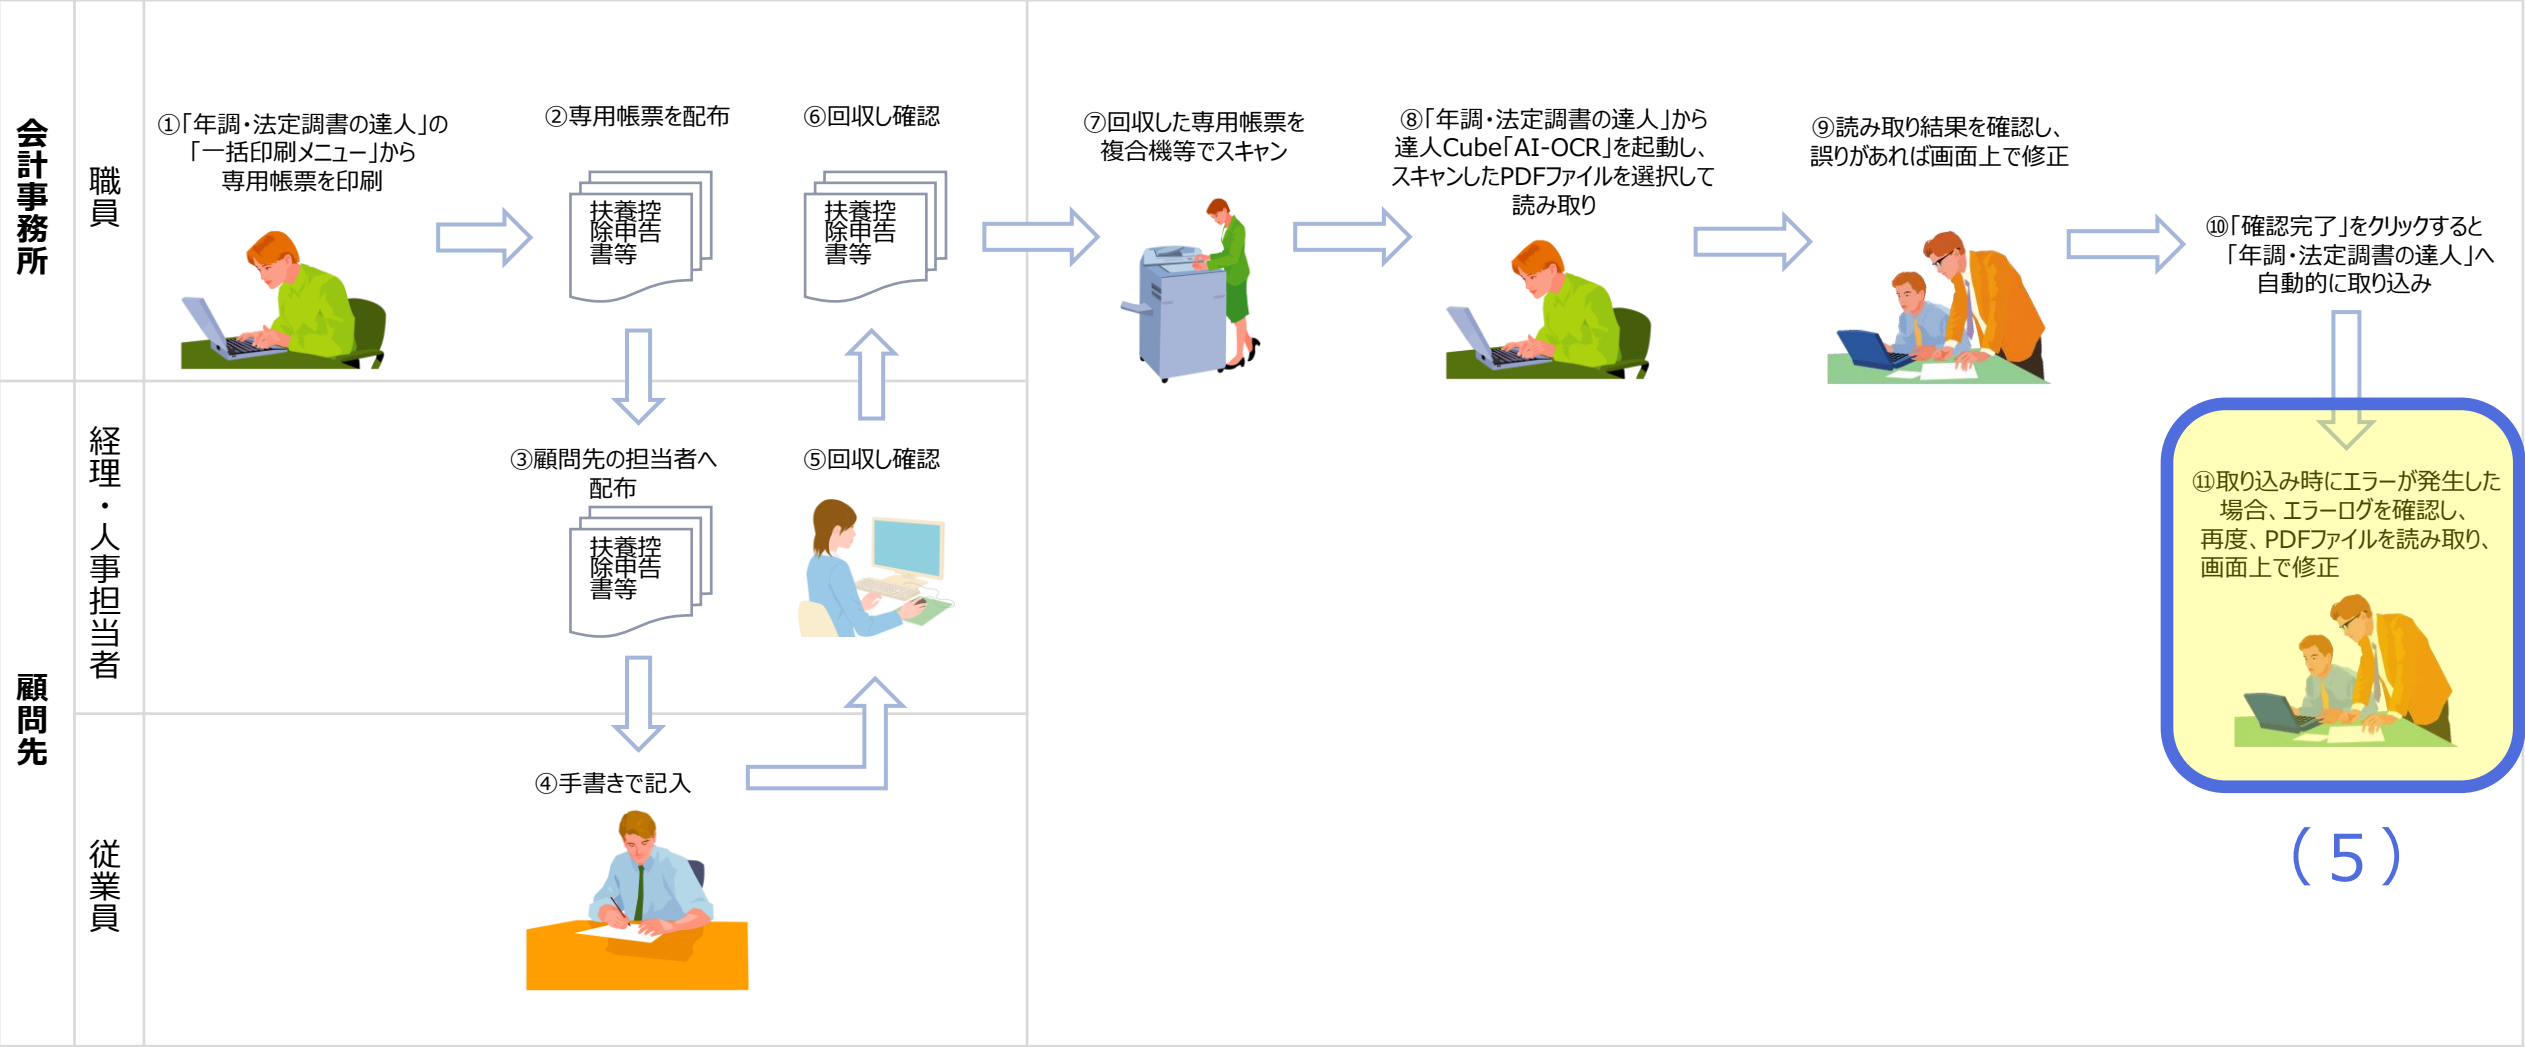 会計事務所
職員
①「年調・法定調書の達人」の
「一括印刷メニュー」から
専用帳票を印刷
②専用帳票を配布
扶養控
除申告
書等
⑥回収し確認
扶養控
除申告
書等
⑦回収した専用帳票を
複合機等でスキャン
⑧「年調・法定調書の達人」から
達人Cube「AI-OCR」を起動し、
スキャンしたPDFファイルを選択して
読み取り
⑨読み取り結果を確認し、
誤りがあれば画面上で修正
⑩「確認完了」をクリックすると
「年調・法定調書の達人」へ
自動的に取り込み
顧問先
経理・人事担当者
③顧問先の担当者へ
配布
扶養控
除申告
書等
⑤回収し確認
⑪取り込み時にエラーが発生した
場合、エラーログを確認し、
再度、PDFファイルを読み取り、
画面上で修正
（5）
従業員
④手書きで記入